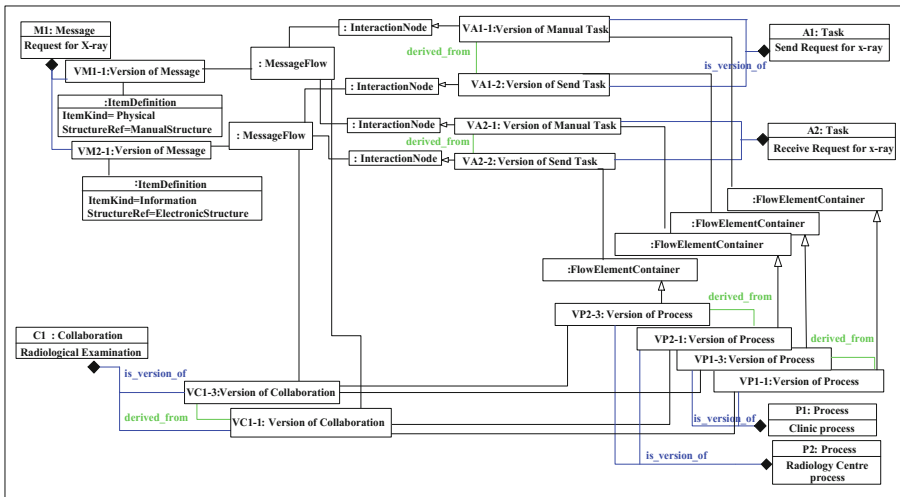 M1: Message
Request for X-ray
VM1-1:Version of Message
:ItemDefinition
ItemKind= Physical
StructureRef=ManualStructure
VM2-1:Version of Message
:ItemDefinition
ItemKind=Information
StructureRef=ElectronicStructure
: MessageFlow
: MessageFlow
: InteractionNode
: InteractionNode
: InteractionNode
: InteractionNode
VA1-1: Version of Manual Task
derived_from
VA1-2: Version of Send Task
VA2-1: Version of Manual Task
derived_from
VA2-2: Version of Send Task
is_version_of
A1: Task
Send Request for x-ray
A2: Task
Receive Request for x-ray
:FlowElementContainer
:FlowElementContainer
:FlowElementContainer
:FlowElementContainer
derived_from
VP2-3: Version of Process
VP2-1: Version of Process
derived_from
VP1-3: Version of Process
VP1-1:Version of Process
C1 : Collaboration
Radiological Examination
is_version_of
VC1-3:Version of Collaboration
derived_from
VC1-1: Version of Collaboration
is_version_of
P1: Process
Clinic process
is_version_of
P2: Process
Radiology Centre
process